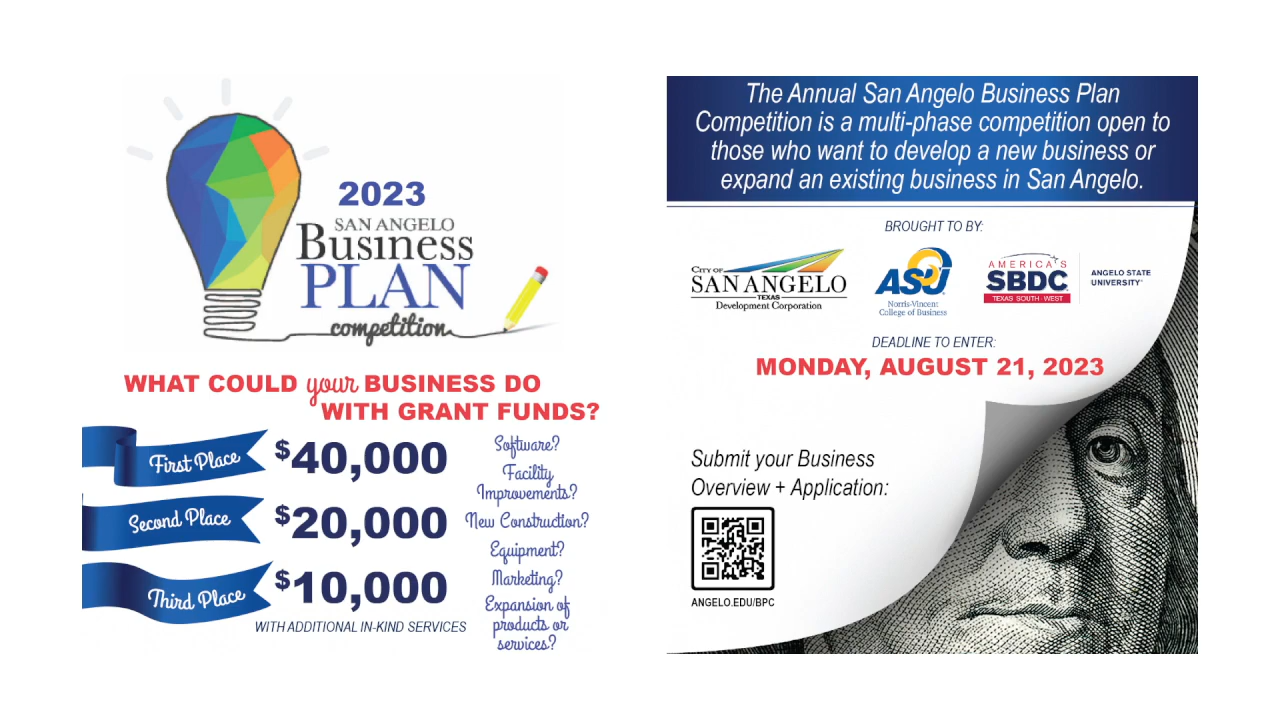 2023
SAN ANGELO
Business
PLAN
competition
WHAT COULD your BUSINESS DO
WITH GRANT FUNDS?
First Place
$40,000
Second Place
$20,000
Third Place
$10,000
WITH ADDITIONAL IN-KIND SERVICES
Software?
Facility
Improvements?
New Construction?
Equipment?
Marketing?
Expansion of
products or
services?
The Annual San Angelo Business Plan
Competition is a multi-phase competition open to
those who want to develop a new business or
expand an existing business in San Angelo.
BROUGHT TO BY:
CITY OF
SAN ANGELO
TEXAS
Development Corporation
ASU
Norris-Vincent
College of Business
AMERICA'S
SBDC
TEXAS SOUTH-WEST
ANGELO STATE
UNIVERSITY
DEADLINE TO ENTER:
MONDAY, AUGUST 21, 2023
Submit your Business
Overview + Application:
ANGELO.EDU/BPC